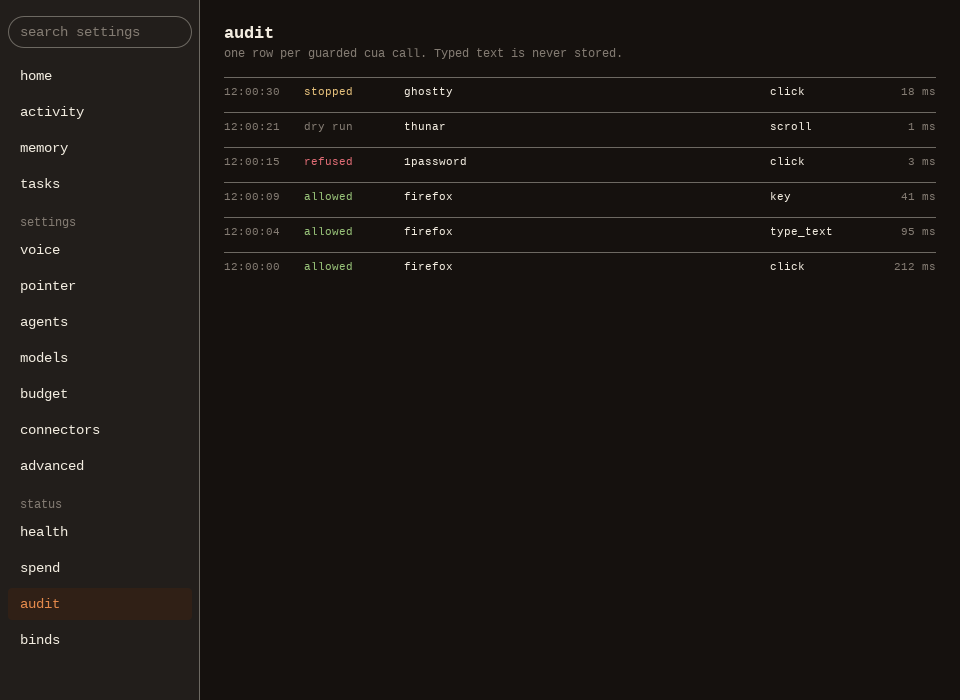 search settings
home
activity
memory
tasks
settings
voice
pointer
agents
models
budget
connectors
advanced
status
health
spend
audit
binds
audit
one row per guarded cua call. Typed text is never stored.
12:00:30 stopped ghostty click 18 ms
12:00:21 dry run thunar scroll 1 ms
12:00:15 refused 1password click 3 ms
12:00:09 allowed firefox key 41 ms
12:00:04 allowed firefox type_text 95 ms
12:00:00 allowed firefox click 212 ms